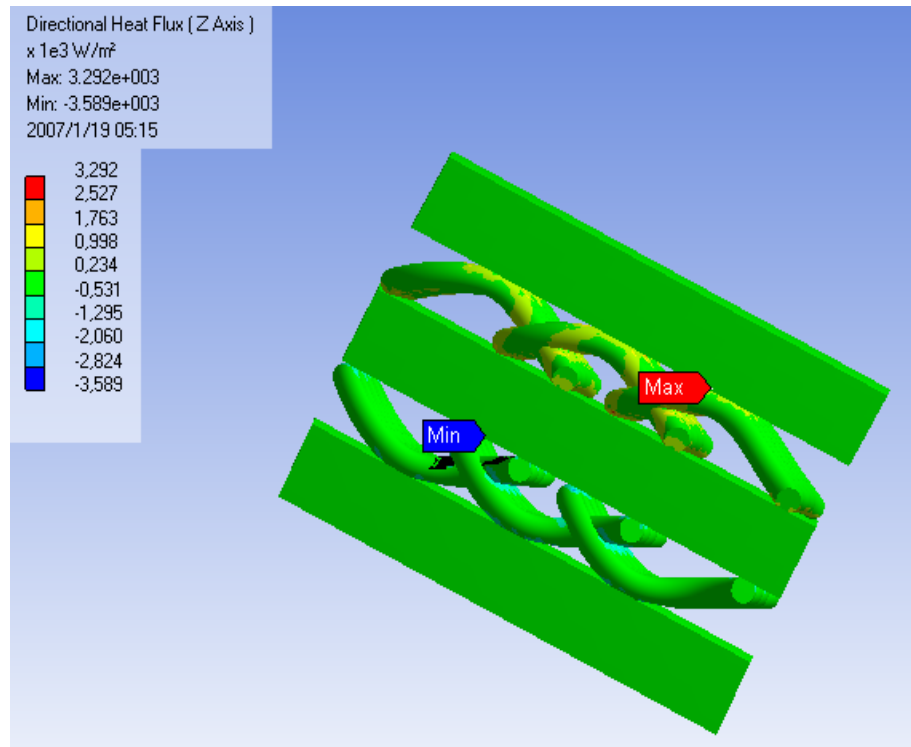 Directional Heat Flux ( Z Axis )
x 1e3 W/m²
Max: 3.292e+003
Min: -3.589e+003
2007/1/19 05:15
3,292
2,527
1,763
0,998
0,234
-0,531
-1,295
-2,060
-2,824
-3,589
Max
Min